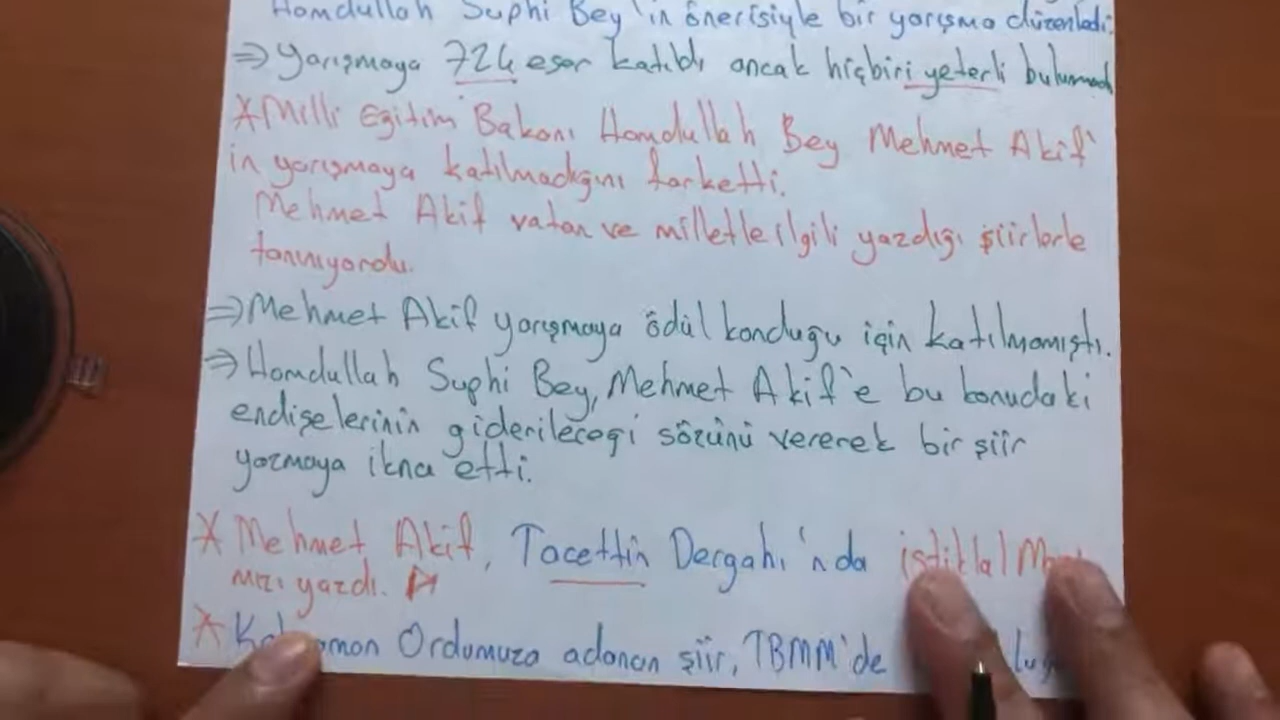 Hamdullah Suphi Bey'in önerisiyle bir yarışma düzenledi.
⇒ Yarışmaya 724 eser katıldı ancak hiçbiri yeterli bulunmadı
* Milli Eğitim Bakanı Hamdullah Bey Mehmet Akif'
in yarışmaya katılmadığını farketti.
Mehmet Akif vatan ve milletle ilgili yazdığı şiirlerle
tanınıyordu.
⇒ Mehmet Akif yarışmaya ödül konduğu için katılmamıştı.
⇒ Hamdullah Suphi Bey, Mehmet Akif'e bu konudaki
endişelerinin giderileceği sözünü vererek bir şiir
yazmaya ikna etti.
* Mehmet Akif, Tacettin Dergahı'nda istiklal
mızı yazdı.
* Ordumuza adanan şiir, TBMM'de